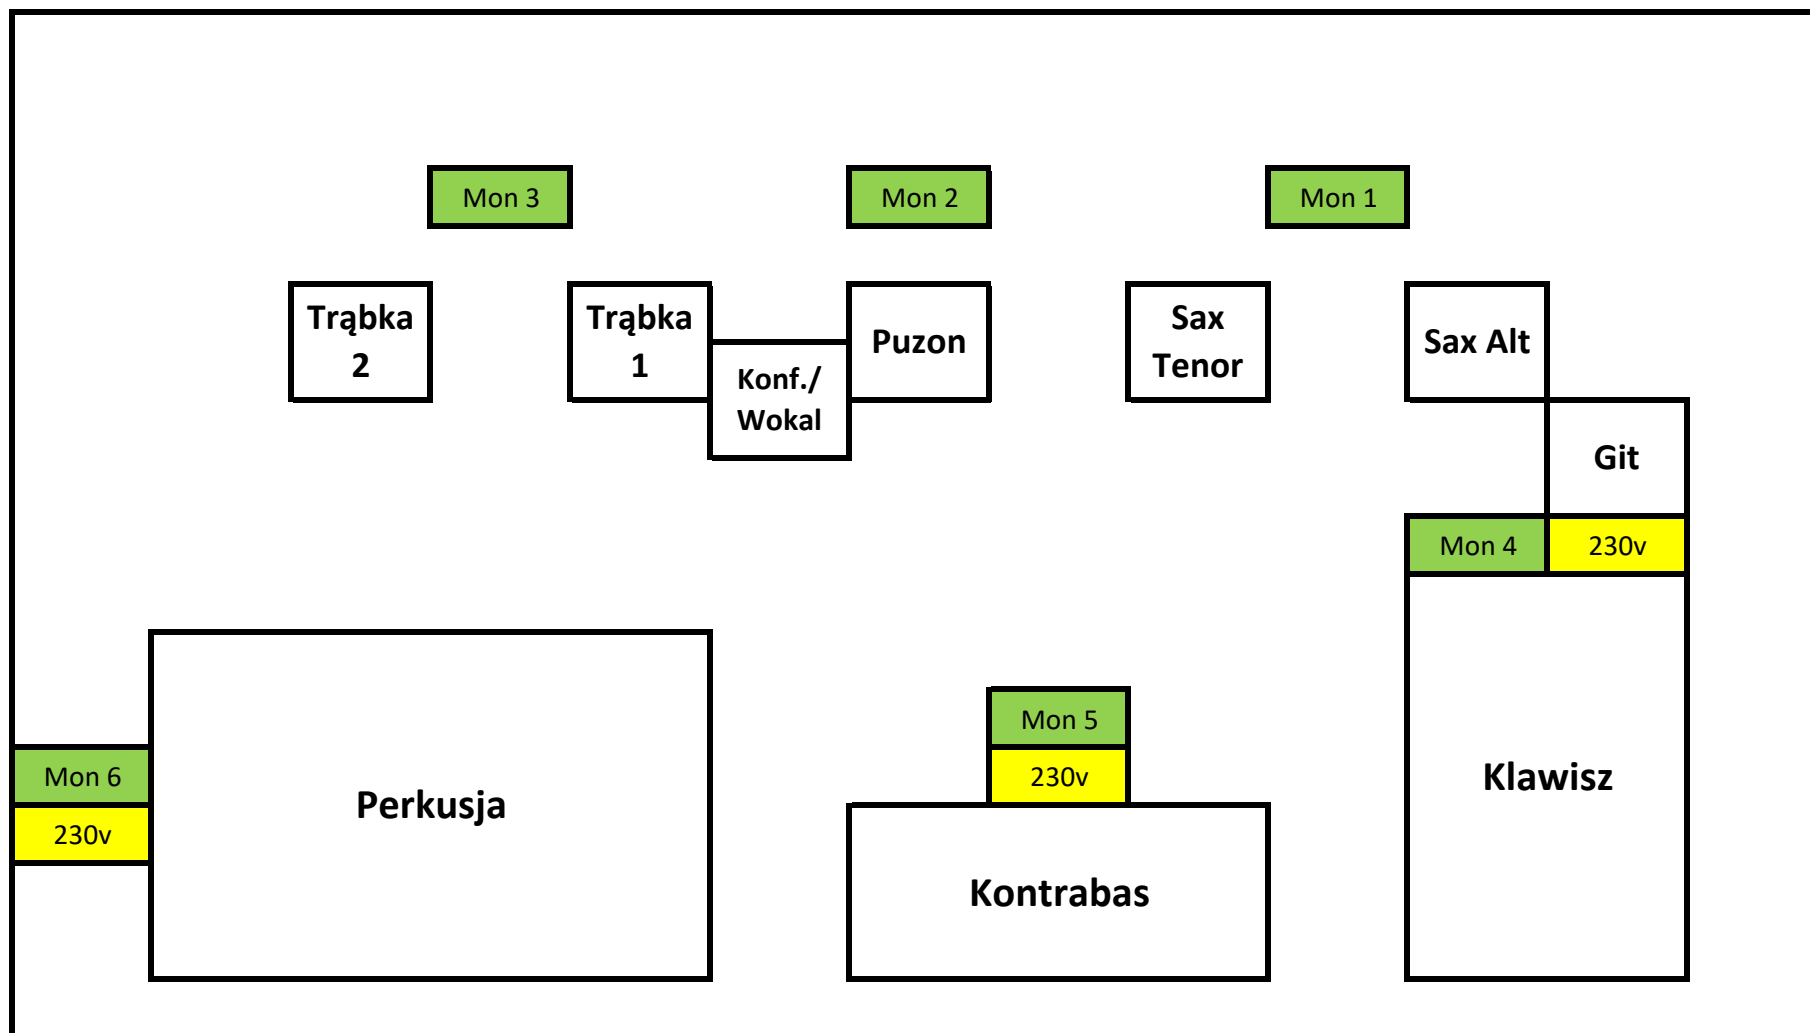 Mon 3
Mon 2
Mon 1
Trąbka
2
Trąbka
1
Konf./
Wokal
Puzon
Sax
Tenor
Sax Alt
Git
Mon 4
230v
Mon 5
230v
Mon 6
230v
Perkusja
Kontrabas
Klawisz